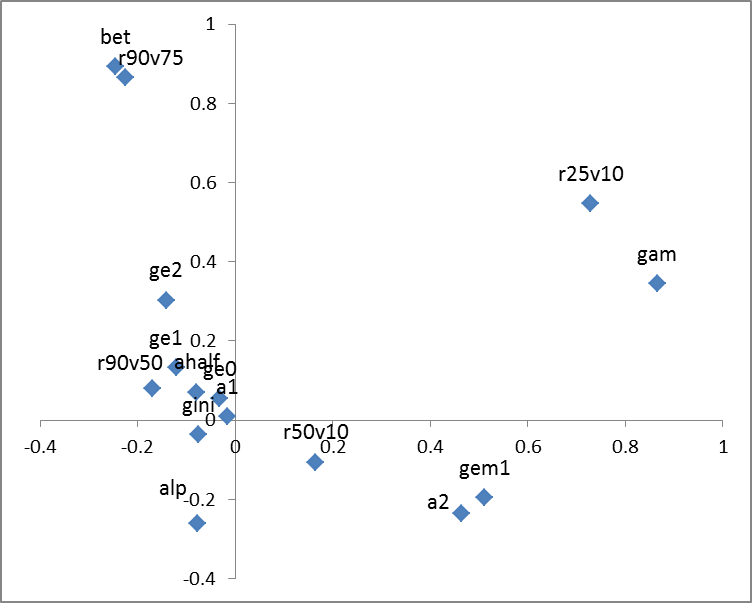 1
bet
r90v75
0.8
r25v10
0.6
gam
0.4
ge2
ge1
0.2
r90v50
ahalf
ge0
a1
gini
0
r50v10
-0.4
-0.2
0
0.2
0.4
0.6
0.8
1
gem1
alp
-0.2
a2
-0.4